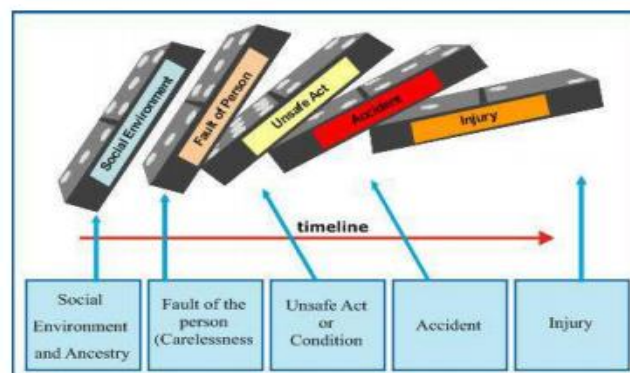 Social Environment
Fault of Person
Unsafe Act
Accident
Injury
timeline
Social
Environment
and Ancestry
Fault of the
person
(Carelessness
Unsafe Act
or
Condition
Accident
Injury